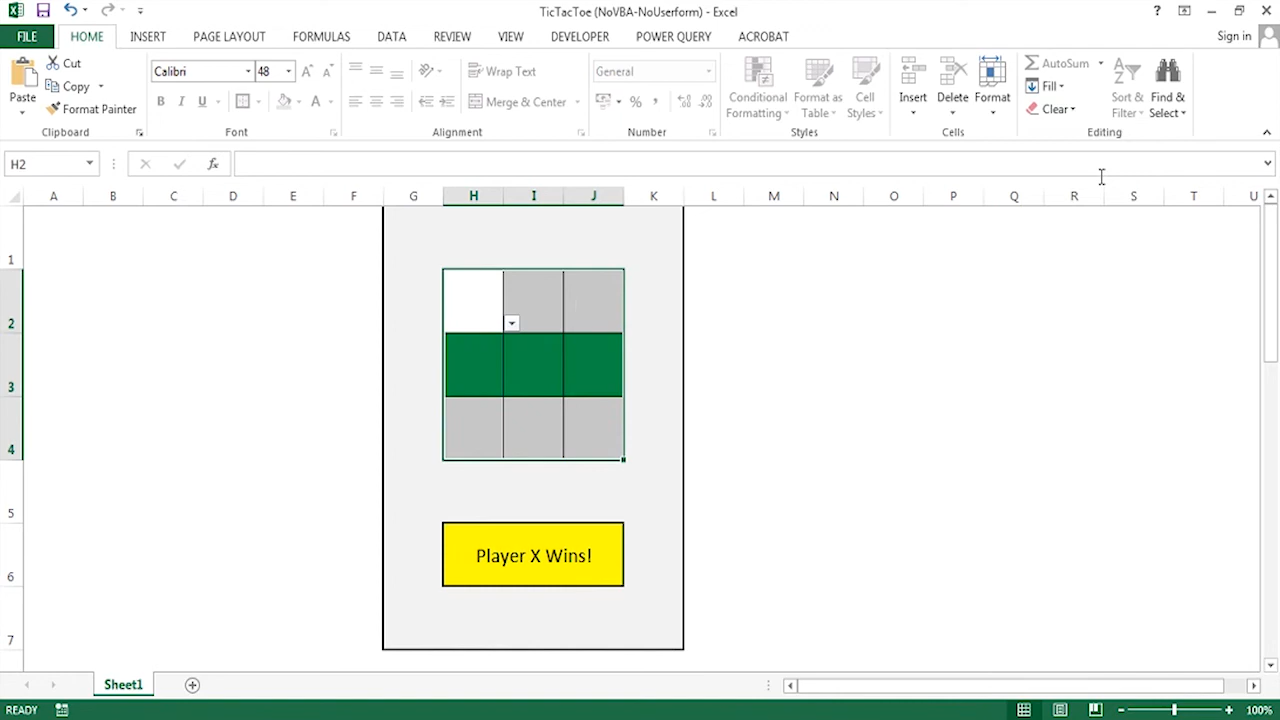 TicTacToe (NoVBA-NoUserform) - Excel
?
FILE HOME INSERT PAGE LAYOUT FORMULAS DATA REVIEW VIEW DEVELOPER POWER QUERY ACROBAT Sign in
Paste
Cut
Copy
Format Painter
Clipboard
Calibri 48
B I U
Font
Wrap Text
Merge & Center
Alignment
General
%
Number
Conditional Formatting
Format as Table
Cell Styles
Styles
Insert
Delete
Format
Cells
AutoSum
Fill
Clear
Sort & Filter
Find & Select
Editing
H2 fx
A B C D E F G H I J K L M N O P Q R S T U
1
2
3
4
5
6
7
Player X Wins!
Sheet1
READY 100%